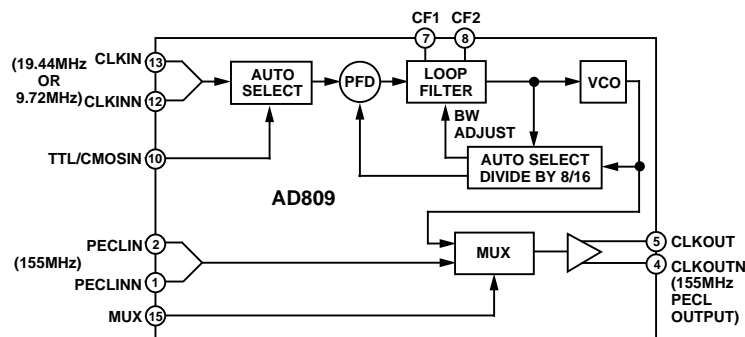 CF1 CF2
7 8
CLKIN 13
(19.44MHz
OR
9.72MHz)
CLKINN 12
AUTO
SELECT
PFD
LOOP
FILTER
VCO
BW
ADJUST
TTL/CMOSIN 10
AUTO SELECT
DIVIDE BY 8/16
AD809
PECLIN 2
(155MHz)
PECLINN 1
MUX
5 CLKOUT
4 CLKOUTN
(155MHz
PECL
OUTPUT)
MUX 15